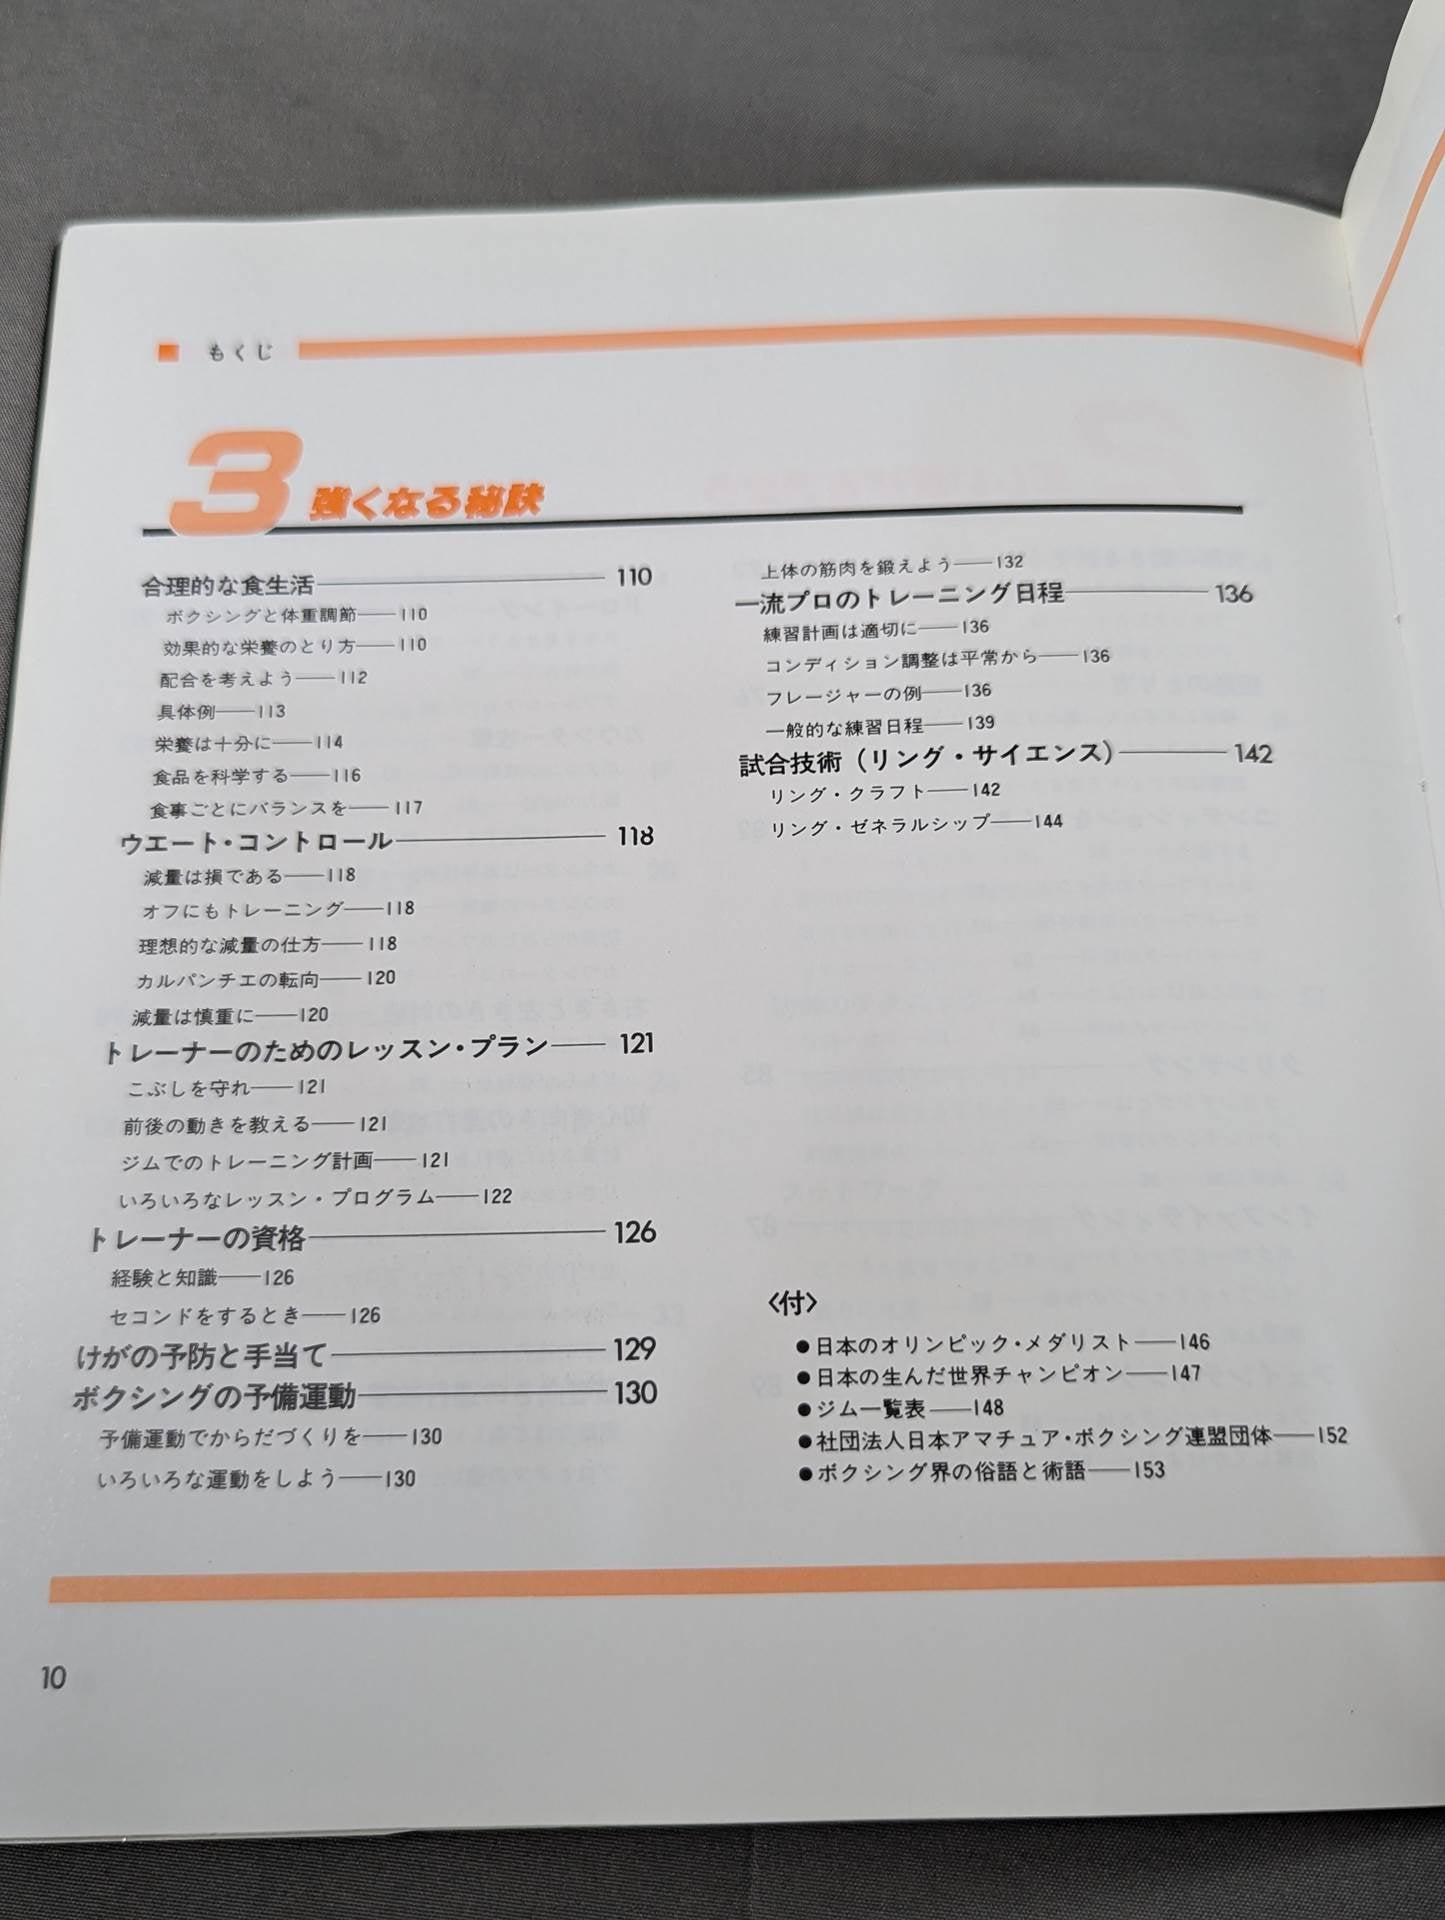 もくじ
3 強くなる秘訣
合理的な食生活――110
ボクシングと体重調節――110
効果的な栄養のとり方――110
配合を考えよう――112
具体例――113
栄養は十分に――114
食品を科学する――116
食事ごとにバランスを――117
ウエート・コントロール――118
減量は損である――118
オフにもトレーニング――118
理想的な減量の仕方――118
カルパンチエの転向――120
減量は慎重に――120
トレーナーのためのレッスン・プラン――121
こぶしを守れ――121
前後の動きを教える――121
ジムでのトレーニング計画――121
いろいろなレッスン・プログラム――122
トレーナーの資格――126
経験と知識――126
セコンドをするとき――126
けがの予防と手当て――129
ボクシングの予備運動――130
予備運動でからだづくりを――130
いろいろな運動をしよう――130
上体の筋肉を鍛えよう――132
一流プロのトレーニング日程――136
練習計画は適切に――136
コンディション調整は平常から――136
フレージャーの例――136
一般的な練習日程――139
試合技術（リング・サイエンス）――142
リング・クラフト――142
リング・ゼネラルシップ――144
〈付〉
●日本のオリンピック・メダリスト――146
●日本の生んだ世界チャンピオン――147
●ジム一覧表――148
●社団法人日本アマチュア・ボクシング連盟団体――152
●ボクシング界の俗語と術語――153
10